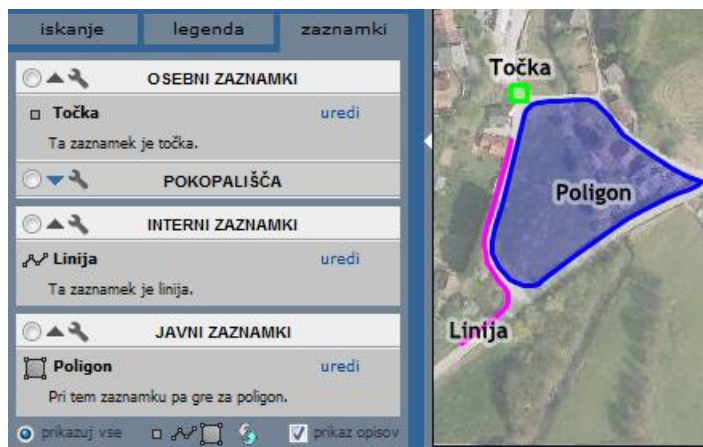 iskanje legenda zaznamki
OSEBNI ZAZNAMKI
Točka uredi
Ta zaznamek je točka.
POKOPALIŠČA
INTERNI ZAZNAMKI
Linija uredi
Ta zaznamek je linija.
JAVNI ZAZNAMKI
Poligon uredi
Pri tem zaznamku pa gre za poligon.
prikazuj vse prikaz opisov
Točka
Poligon
Linija